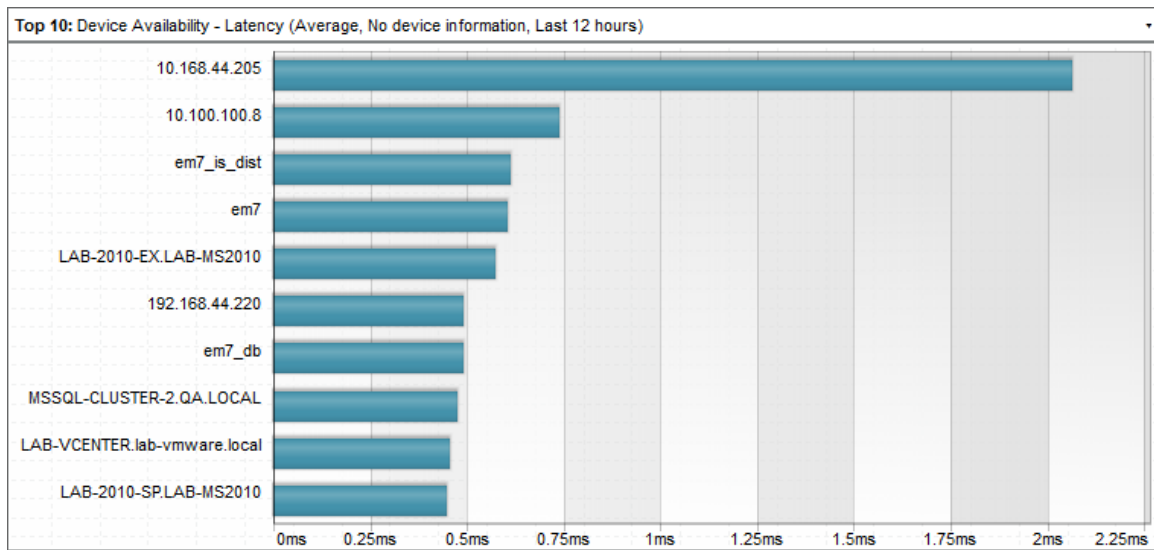 Top 10: Device Availability - Latency (Average, No device information, Last 12 hours)
10.168.44.205
10.100.100.8
em7_is_dist
em7
LAB-2010-EX.LAB-MS2010
192.168.44.220
em7_db
MSSQL-CLUSTER-2.QA.LOCAL
LAB-VCENTER.lab-vmware.local
LAB-2010-SP.LAB-MS2010
0ms 0.25ms 0.5ms 0.75ms 1ms 1.25ms 1.5ms 1.75ms 2ms 2.25ms